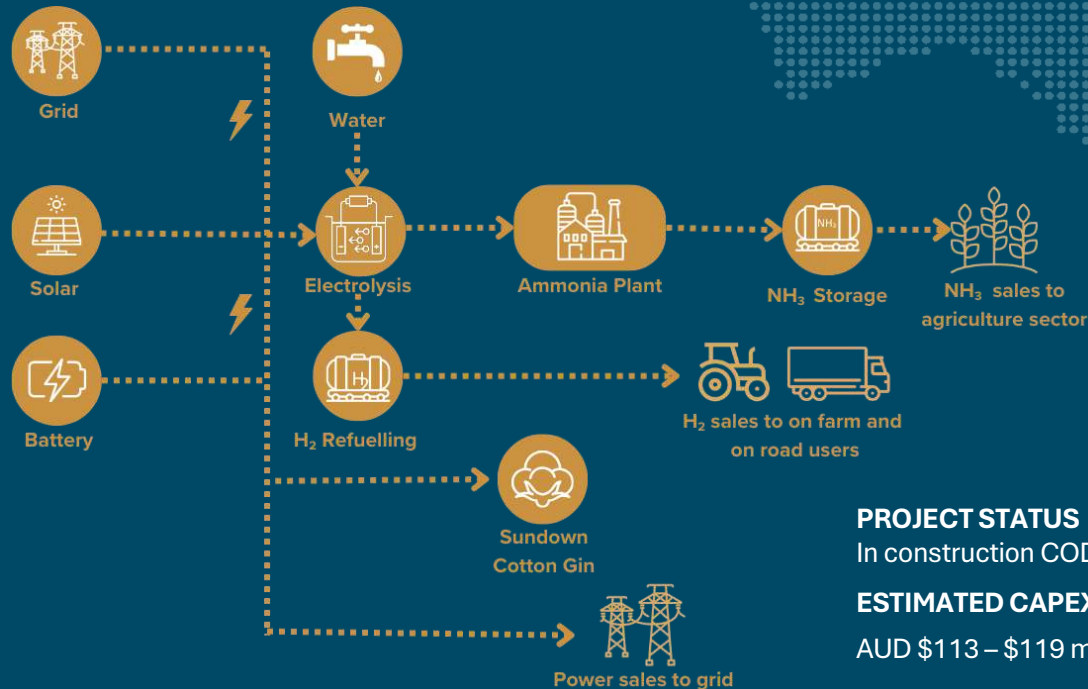 Grid
Water
Solar
Electrolysis
Ammonia Plant
NH₃
NH₃ Storage
NH₃ sales to
agriculture sector
Battery
H₂
H₂ Refuelling
H₂ sales to on farm and
on road users
Sundown
Cotton Gin
Power sales to grid
PROJECT STATUS
In construction COD
ESTIMATED CAPEX
AUD $113 – $119 m